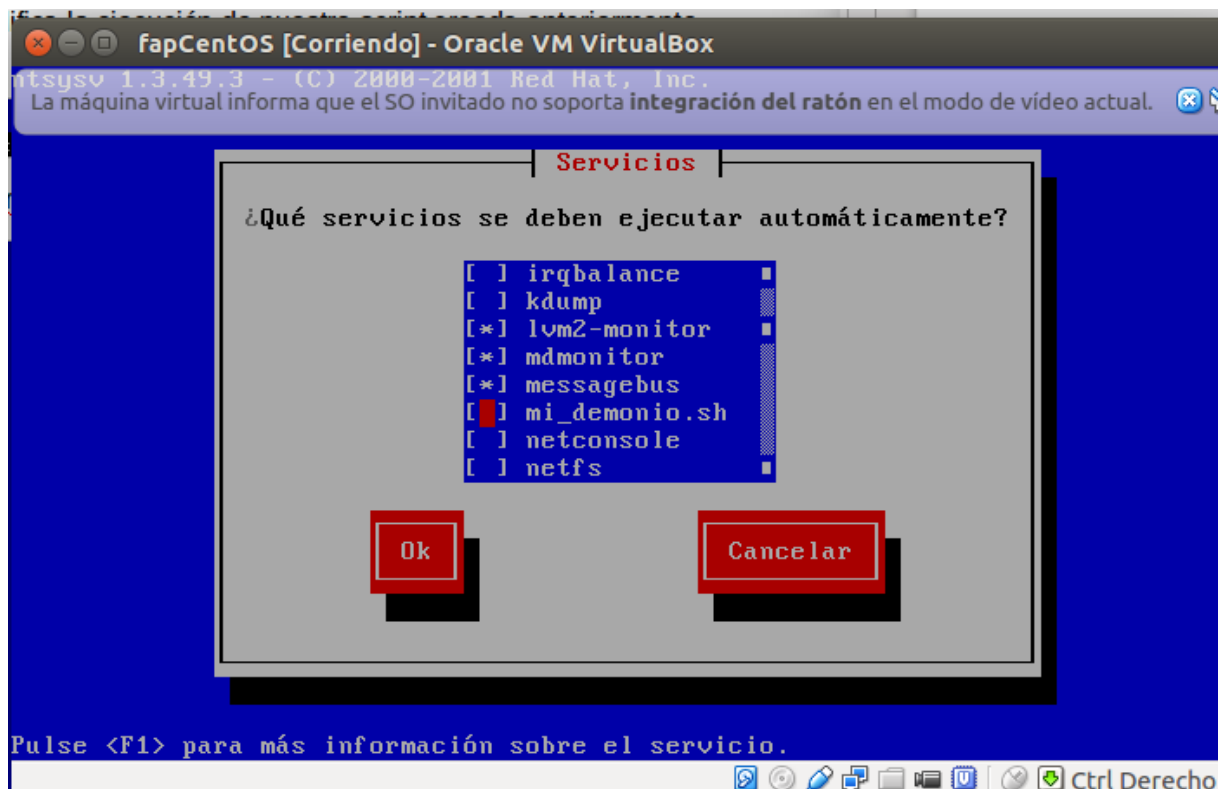 fapCentOS [Corriendo] - Oracle VM VirtualBox
ntsysv 1.3.49.3 - (C) 2000-2001 Red Hat, Inc.
La máquina virtual informa que el SO invitado no soporta integración del ratón en el modo de vídeo actual.
Servicios
¿Qué servicios se deben ejecutar automáticamente?
[ ] irqbalance
[ ] kdump
[*] lvm2-monitor
[*] mdmonitor
[*] messagebus
[ ] mi_demonio.sh
[ ] netconsole
[ ] netfs
Ok Cancelar
Pulse <F1> para más información sobre el servicio.
Ctrl Derecho